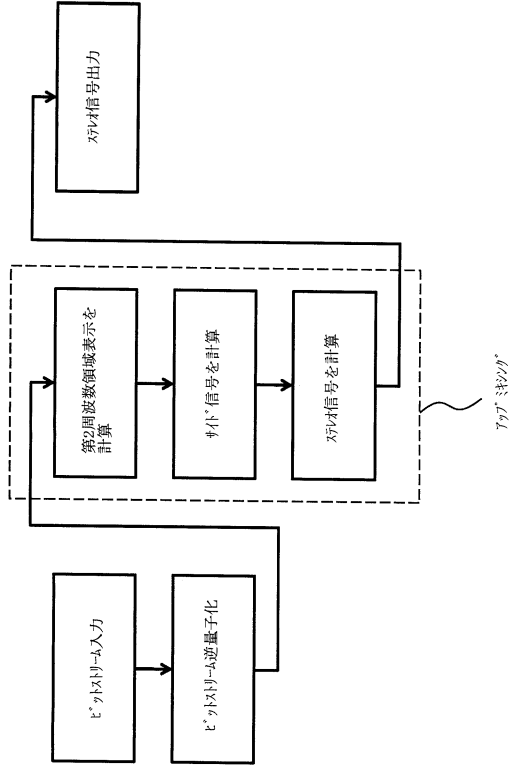 ビットストリーム入力
ビットストリーム逆量子化
第2周波数領域表示を
計算
サイド信号を計算
ステレオ信号を計算
アップミキシング
ステレオ信号出力